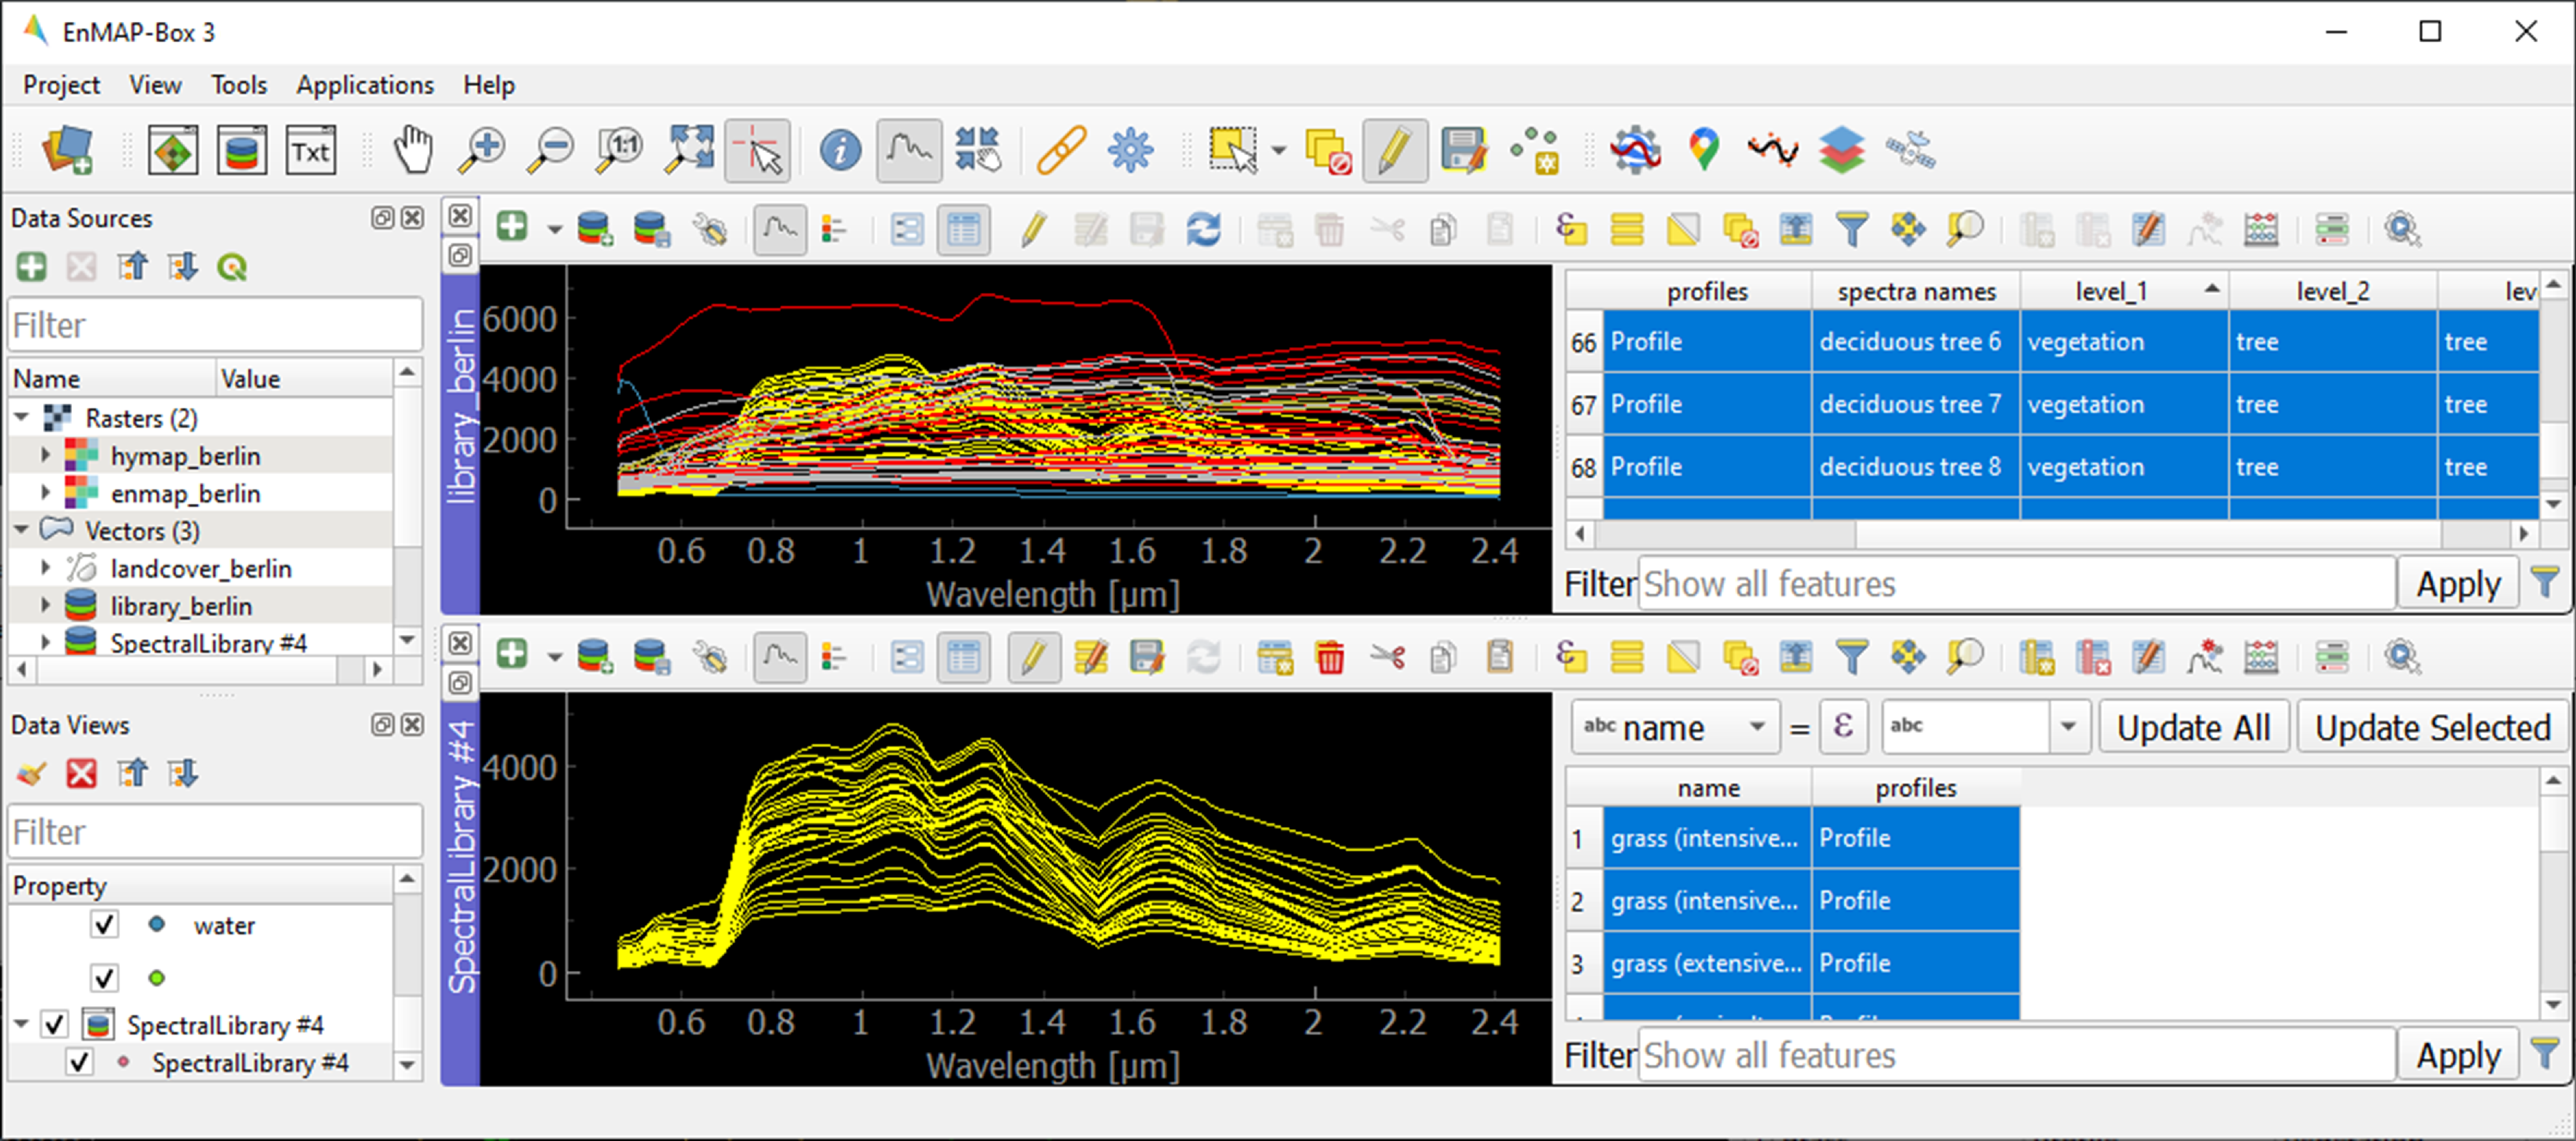 EnMAP-Box 3
Project View Tools Applications Help
1:1
Txt
Data Sources
Filter
Name Value
Rasters (2)
hymap_berlin
enmap_berlin
Vectors (3)
landcover_berlin
library_berlin
SpectralLibrary #4
Data Views
Filter
Property
water
SpectralLibrary #4
SpectralLibrary #4
library_berlin
6000
4000
2000
0
0.6 0.8 1 1.2 1.4 1.6 1.8 2 2.2 2.4
Wavelength [µm]
profiles spectra names level_1 level_2
66 Profile deciduous tree 6 vegetation tree tree
67 Profile deciduous tree 7 vegetation tree tree
68 Profile deciduous tree 8 vegetation tree tree
Filter Show all features Apply
SpectralLibrary #4
4000
2000
0
0.6 0.8 1 1.2 1.4 1.6 1.8 2 2.2 2.4
Wavelength [µm]
abc name = ε abc Update All Update Selected
name profiles
1 grass (intensive... Profile
2 grass (intensive... Profile
3 grass (extensive... Profile
Filter Show all features Apply